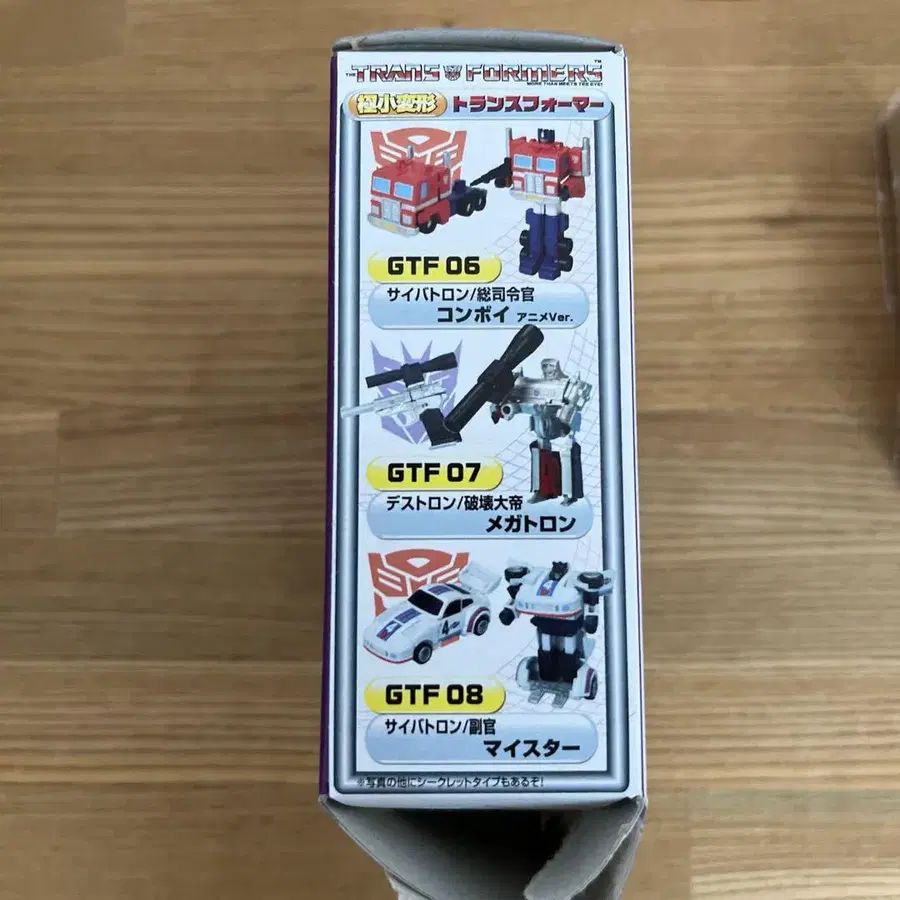 THE TRANSFORMERS™
MORE THAN MEETS THE EYE!
極小変形 トランスフォーマー
GTF 06
サイバトロン/総司令官
コンボイ アニメVer.
GTF 07
デストロン/破壊大帝
メガトロン
4
GTF 08
サイバトロン/副官
マイスター
※写真の他にシークレットタイプもあるぞ!